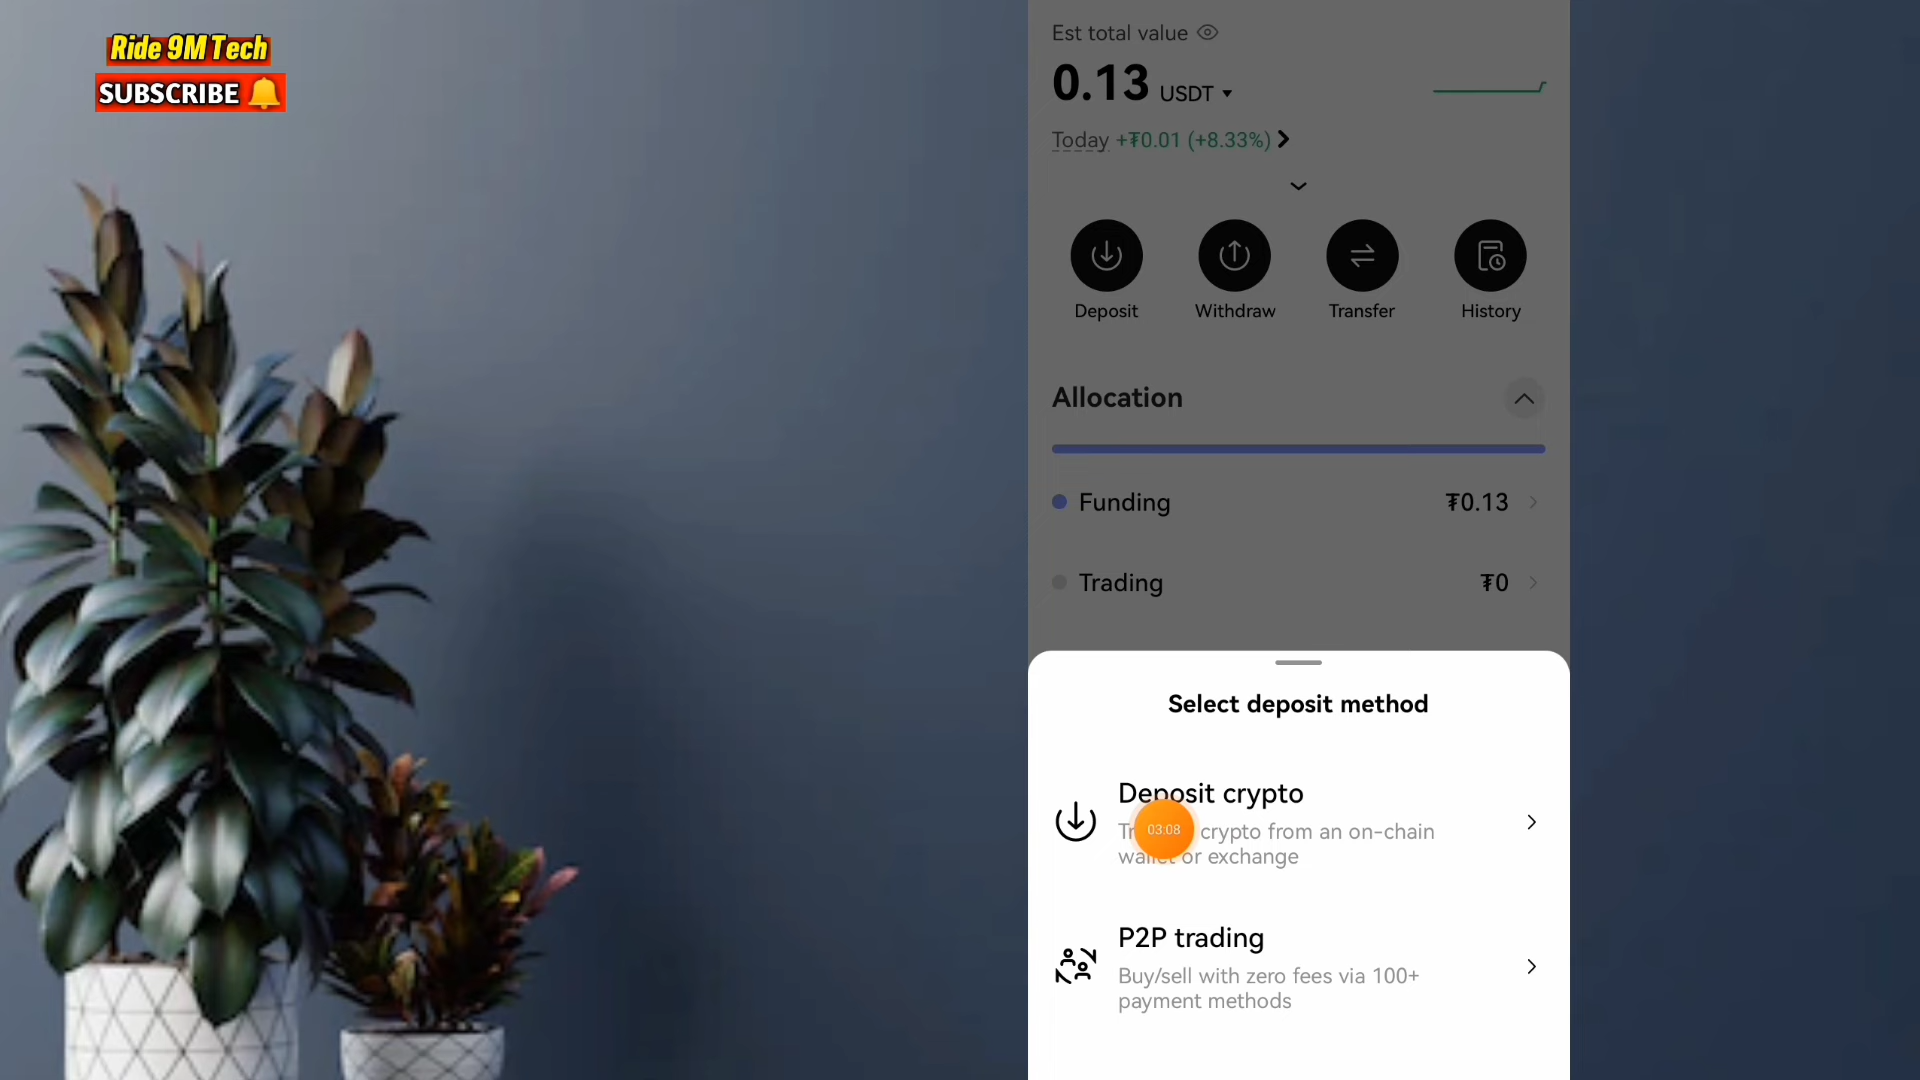 Ride 9M Tech
SUBSCRIBE
Est total value
0.13 USDT
Today +₮0.01 (+8.33%)
Deposit Withdraw Transfer History
Allocation
Funding ₮0.13
Trading ₮0
Select deposit method
Deposit crypto
crypto from an on-chain
wallet or exchange
03:08
P2P trading
Buy/sell with zero fees via 100+
payment methods